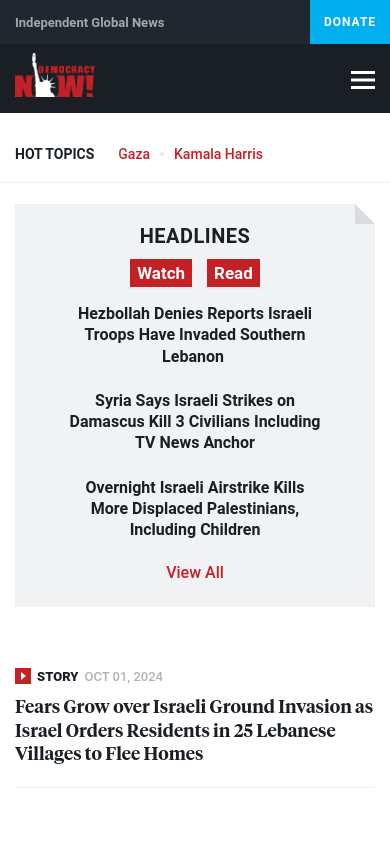 Independent Global News
DONATE
DEMOCRACY
NOW!
HOT TOPICS
Gaza
Kamala Harris
HEADLINES
Watch
Read
Hezbollah Denies Reports Israeli
Troops Have Invaded Southern
Lebanon
Syria Says Israeli Strikes on
Damascus Kill 3 Civilians Including
TV News Anchor
Overnight Israeli Airstrike Kills
More Displaced Palestinians,
Including Children
View All
STORY OCT 01, 2024
Fears Grow over Israeli Ground Invasion as
Israel Orders Residents in 25 Lebanese
Villages to Flee Homes